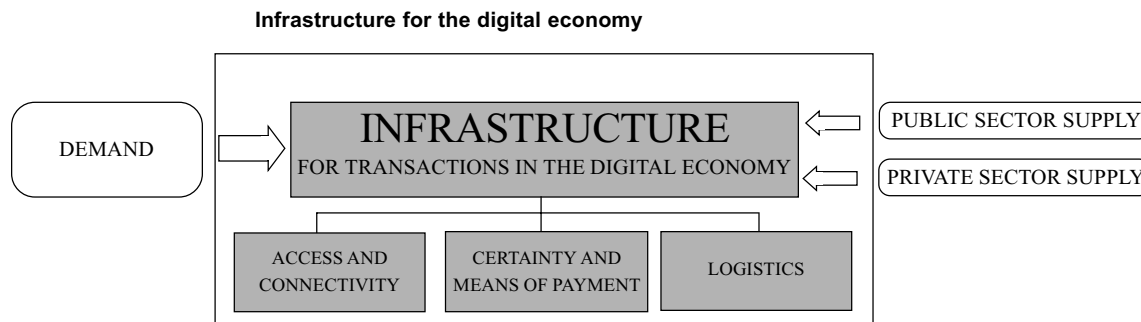 Infrastructure for the digital economy
DEMAND
INFRASTRUCTURE
FOR TRANSACTIONS IN THE DIGITAL ECONOMY
PUBLIC SECTOR SUPPLY
PRIVATE SECTOR SUPPLY
ACCESS AND
CONNECTIVITY
CERTAINTY AND
MEANS OF PAYMENT
LOGISTICS